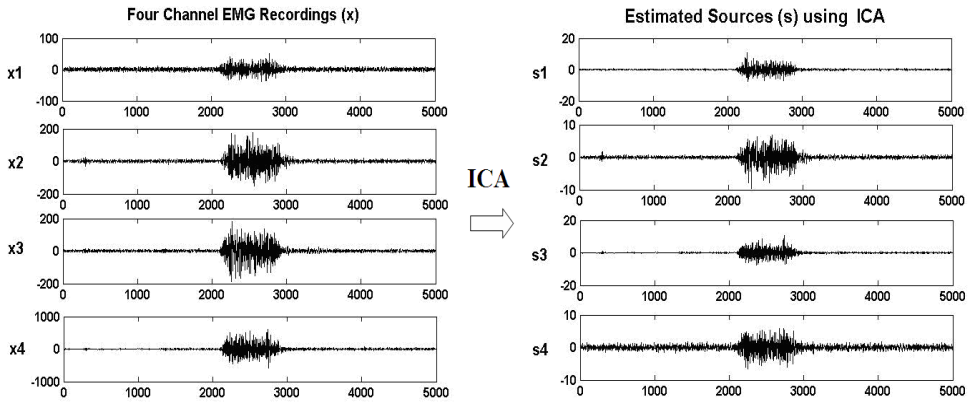 Four Channel EMG Recordings (x)
x1
100
0
-100
0 1000 2000 3000 4000 5000
x2
200
0
-200
0 1000 2000 3000 4000 5000
x3
200
0
-200
0 1000 2000 3000 4000 5000
x4
1000
0
-1000
0 1000 2000 3000 4000 5000
ICA
Estimated Sources (s) using ICA
s1
20
0
-20
0 1000 2000 3000 4000 5000
s2
10
0
-10
0 1000 2000 3000 4000 5000
s3
20
0
-20
0 1000 2000 3000 4000 5000
s4
10
0
-10
0 1000 2000 3000 4000 5000